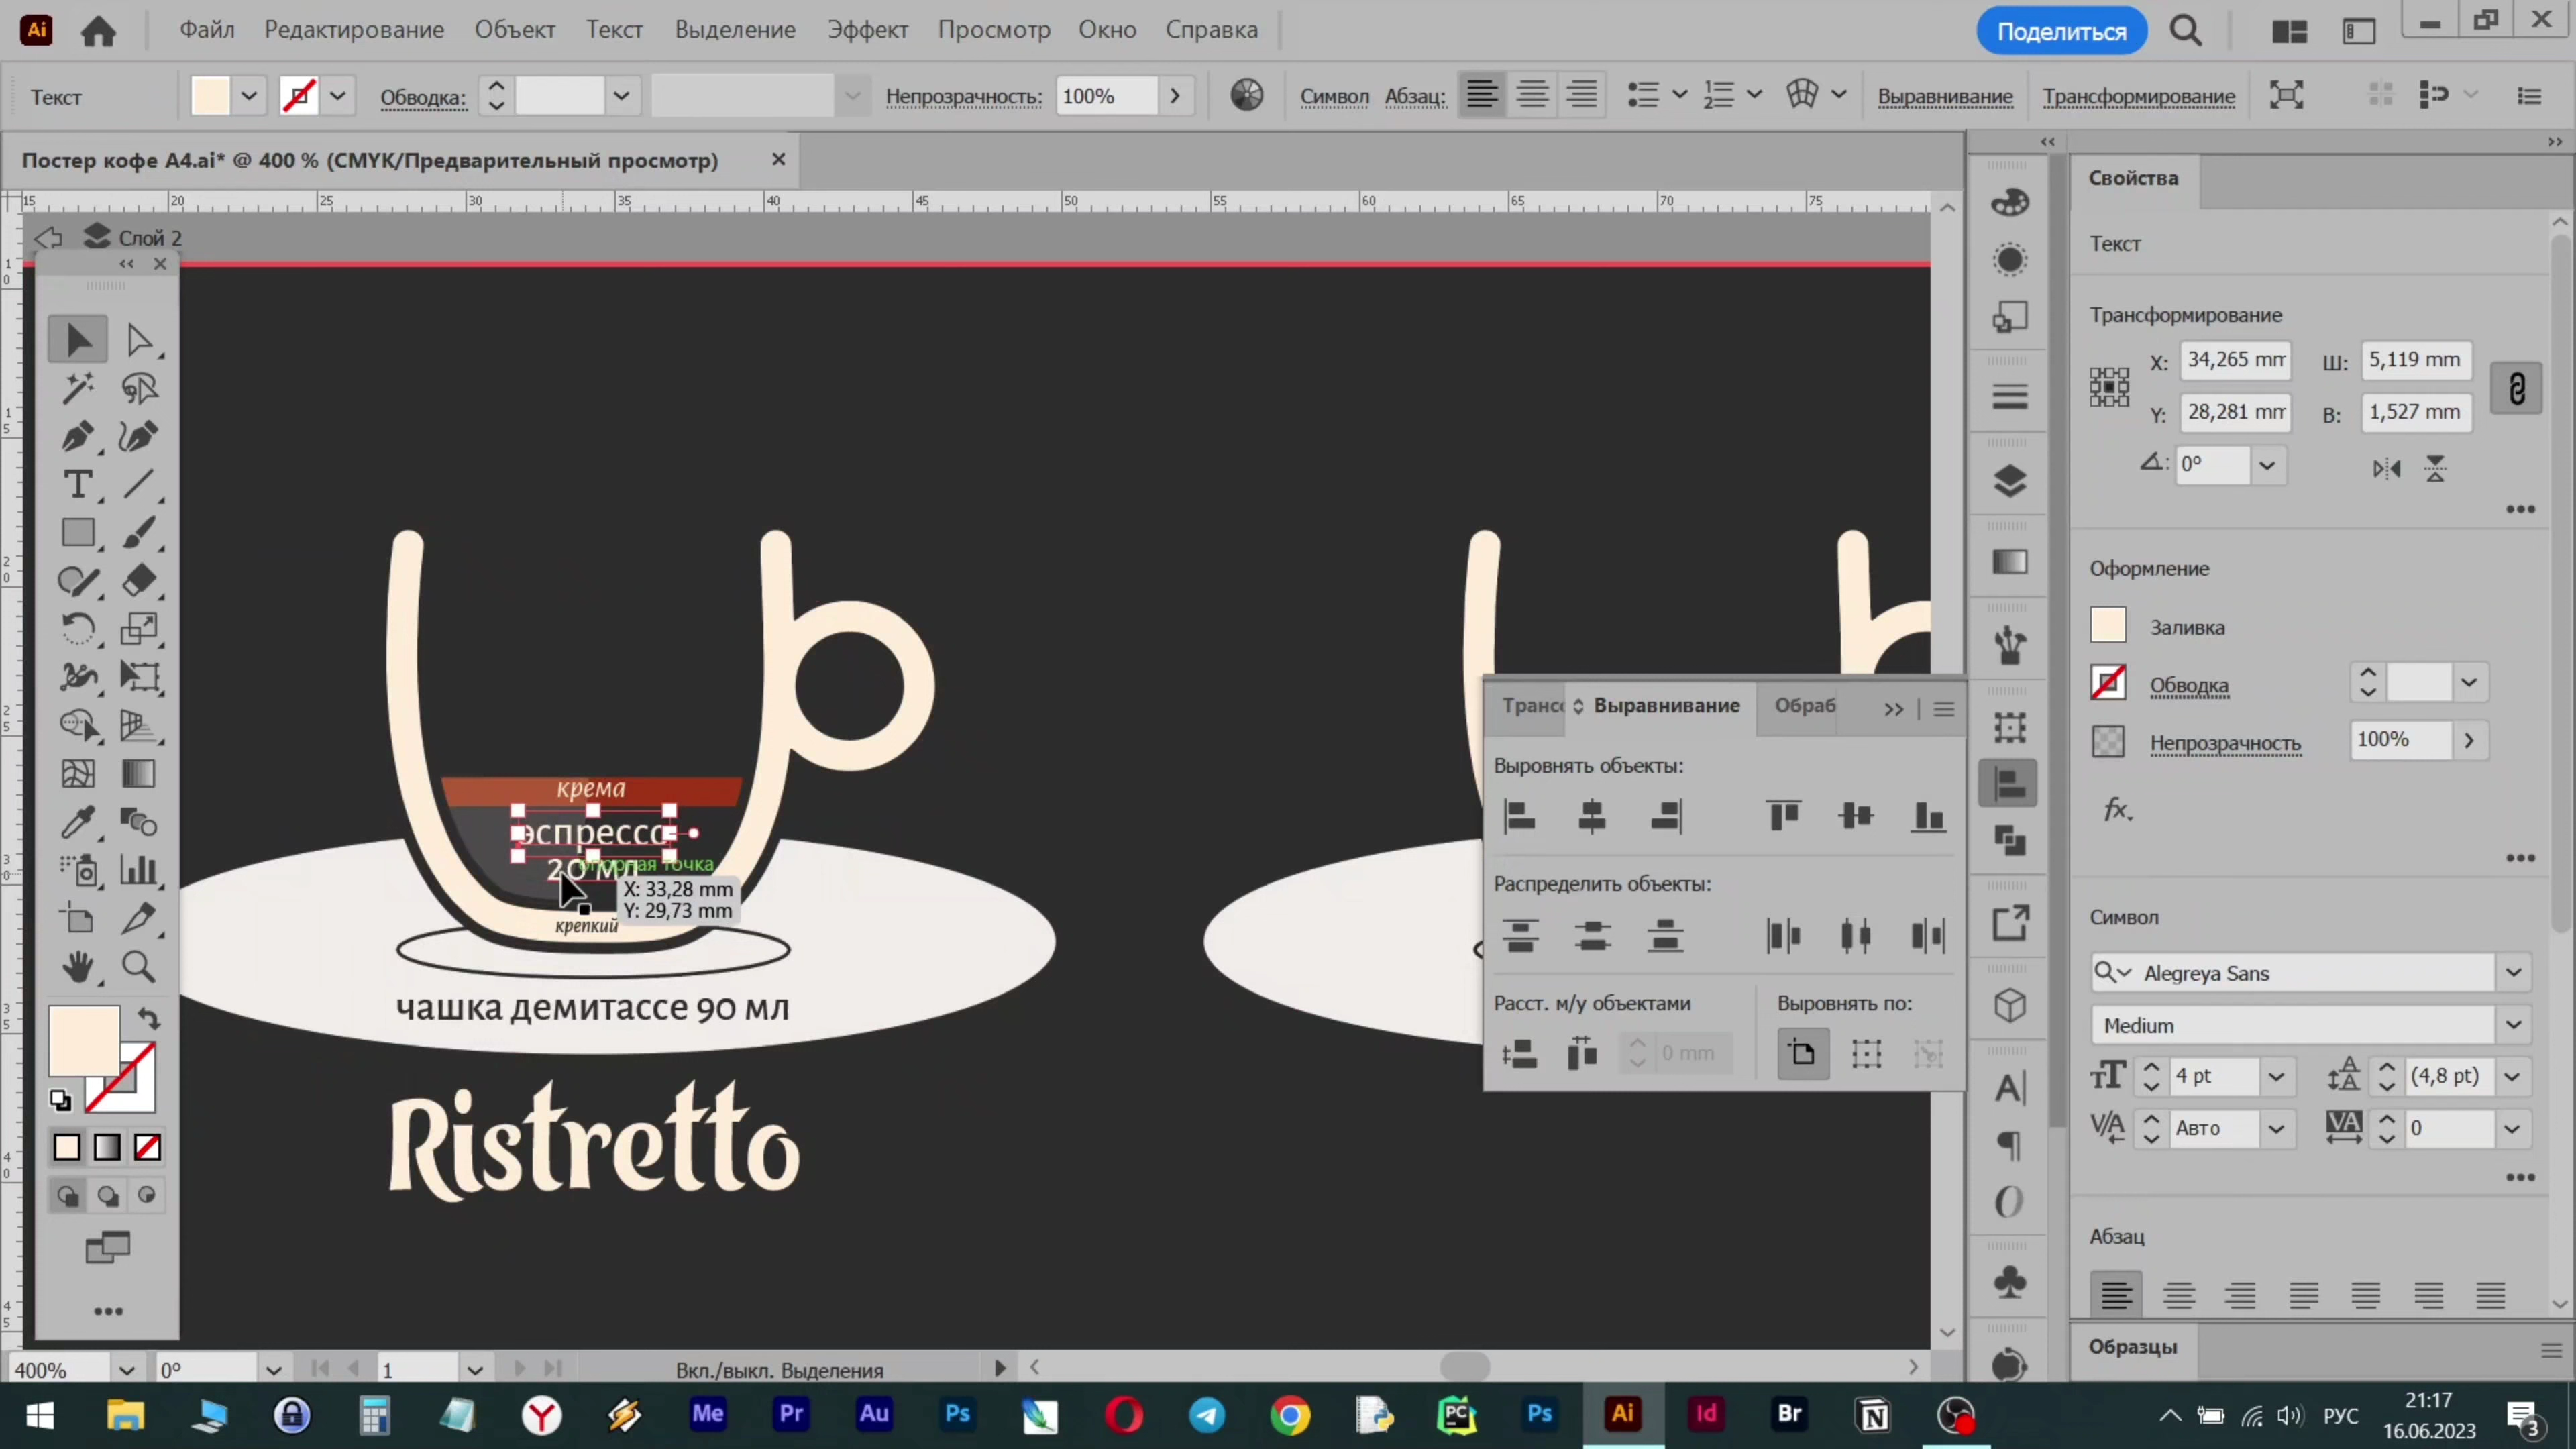 Ai Файл Редактирование Объект Текст Выделение Эффект Просмотр Окно Справка Поделиться
Текст Обводка: Непрозрачность: 100% Символ Абзац: Выравнивание Трансформирование
Постер кофе А4.ai* @ 400 % (CMYK/Предварительный просмотр)
15 20 25 30 35 40 45 50 55 60 65 70 75
Слой 2
Свойства
Текст
Трансформирование
X: 34,265 mm Ш: 5,119 mm
Y: 28,281 mm В: 1,527 mm
0°
Оформление
Заливка
Обводка
Непрозрачность 100%
fx.
Символ
Alegreya Sans
Medium
4 pt (4,8 pt)
Авто 0
Абзац
Образцы
крема
эспрессо
20 мл
опорная точка
X: 33,28 mm
Y: 29,73 mm
крепкий
чашка демитассе 90 мл
Ristretto
Трансф Выравнивание Обраб
Выровнять объекты:
Распределить объекты:
Расст. м/у объектами Выровнять по:
0 mm
400% 0° 1 Вкл./выкл. Выделения
Me Pr Au Ps PC Ps Ai Id Br N РУС 21:17
16.06.2023 3